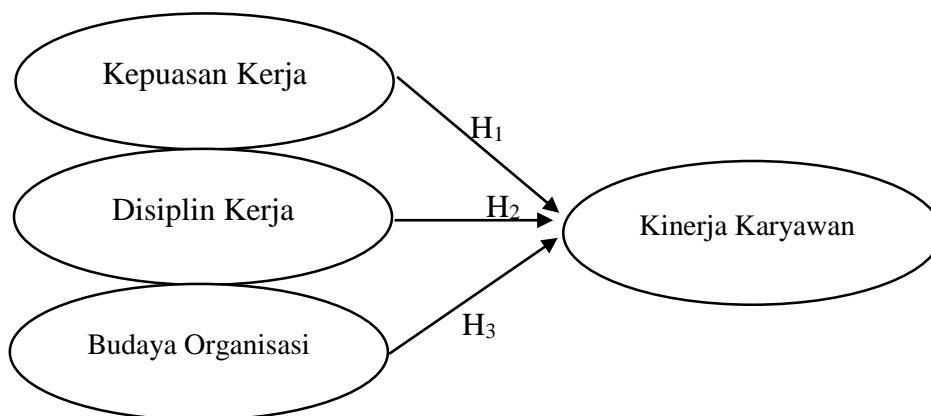 Kepuasan Kerja
H1
Disiplin Kerja
H2
Kinerja Karyawan
Budaya Organisasi
H3